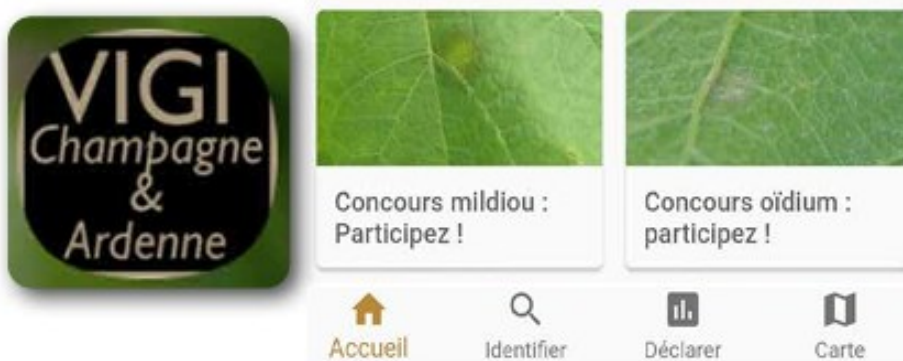 VIGI
Champagne
&
Ardenne
Concours mildiou :
Participez !
Concours oïdium :
participez !
Accueil
Identifier
Déclarer
Carte